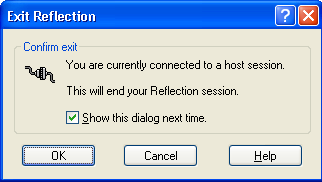 Exit Reflection
Confirm exit
You are currently connected to a host session.
This will end your Reflection session.
Show this dialog next time.
OK Cancel Help